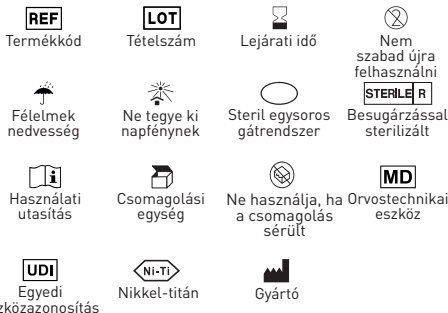 REF
LOT
Termékkód
Tételszám
Lejárati idő
Nem
szabad újra
felhasználni
STERILE R
Félelmek
nedvesség
Ne tegye ki
napfénynek
Steril egysoros
gátrendszer
Besugárzással
sterilizált
i
MD
Használati
utasítás
Csomagolási
egység
Ne használja, ha
a csomagolás
sérült
Orvostechnikai
eszköz
UDI
Ni-Ti
Egyedi
zközazonosítás
Nikkel-titán
Gyártó